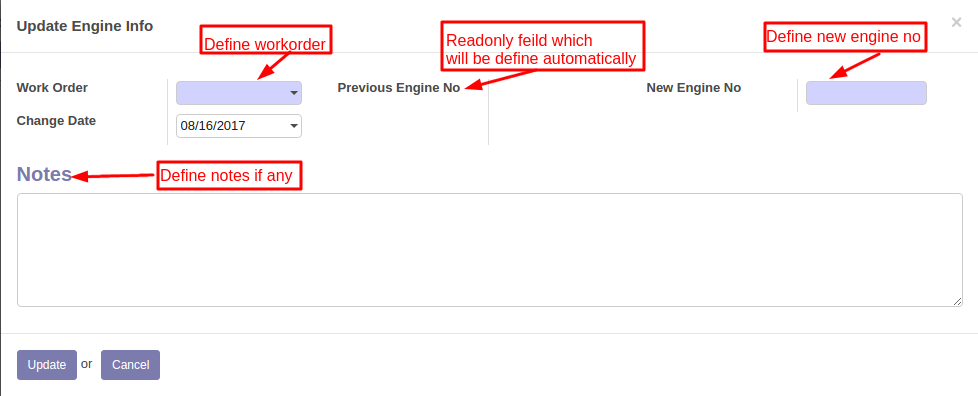 Update Engine Info
×
Define workorder
Readonly feild which
will be define automatically
Define new engine no
Work Order
Previous Engine No
New Engine No
Change Date
08/16/2017
Notes
Define notes if any
Update or Cancel